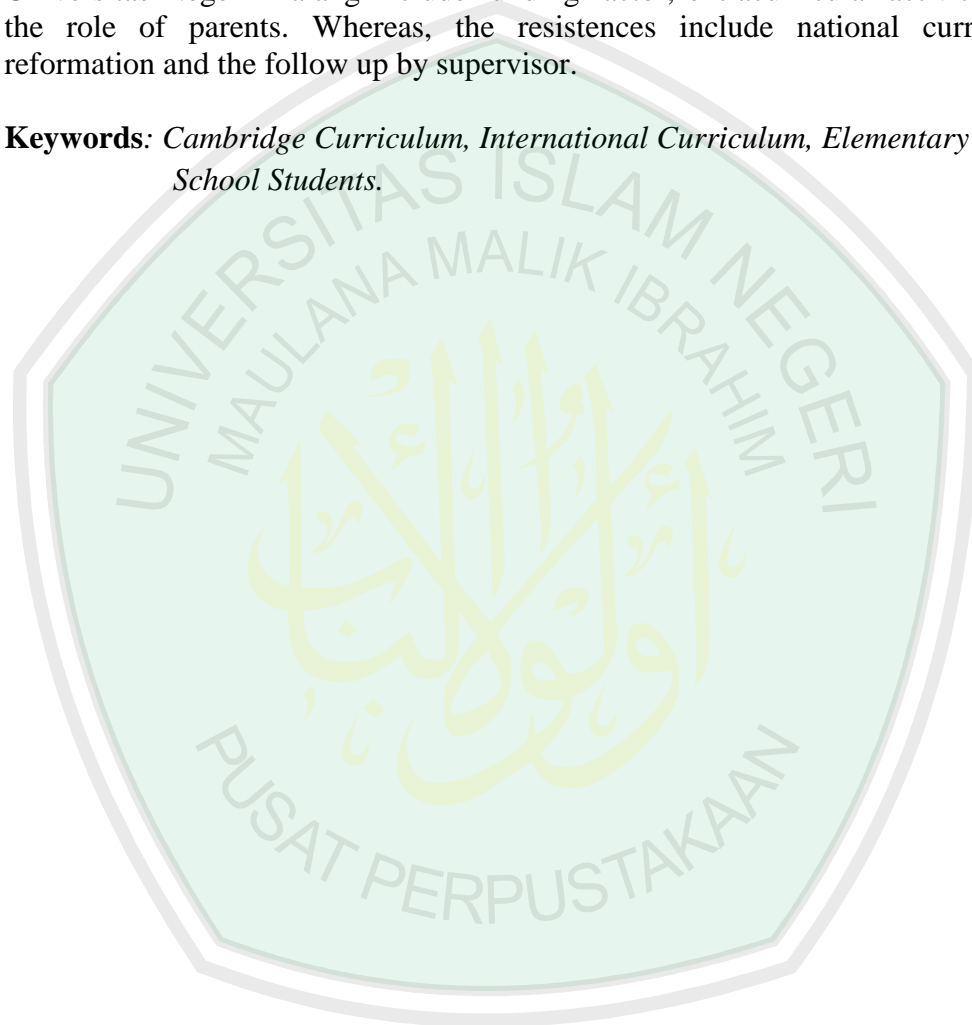 the role of parents. Whereas, the resistences include national curr
reformation and the follow up by supervisor.
Keywords: Cambridge Curriculum, International Curriculum, Elementary
School Students.
UNIVERSITAS ISLAM NEGERI
MAULANA MALIK IBRAHIM
PUSAT PERPUSTAKAAN